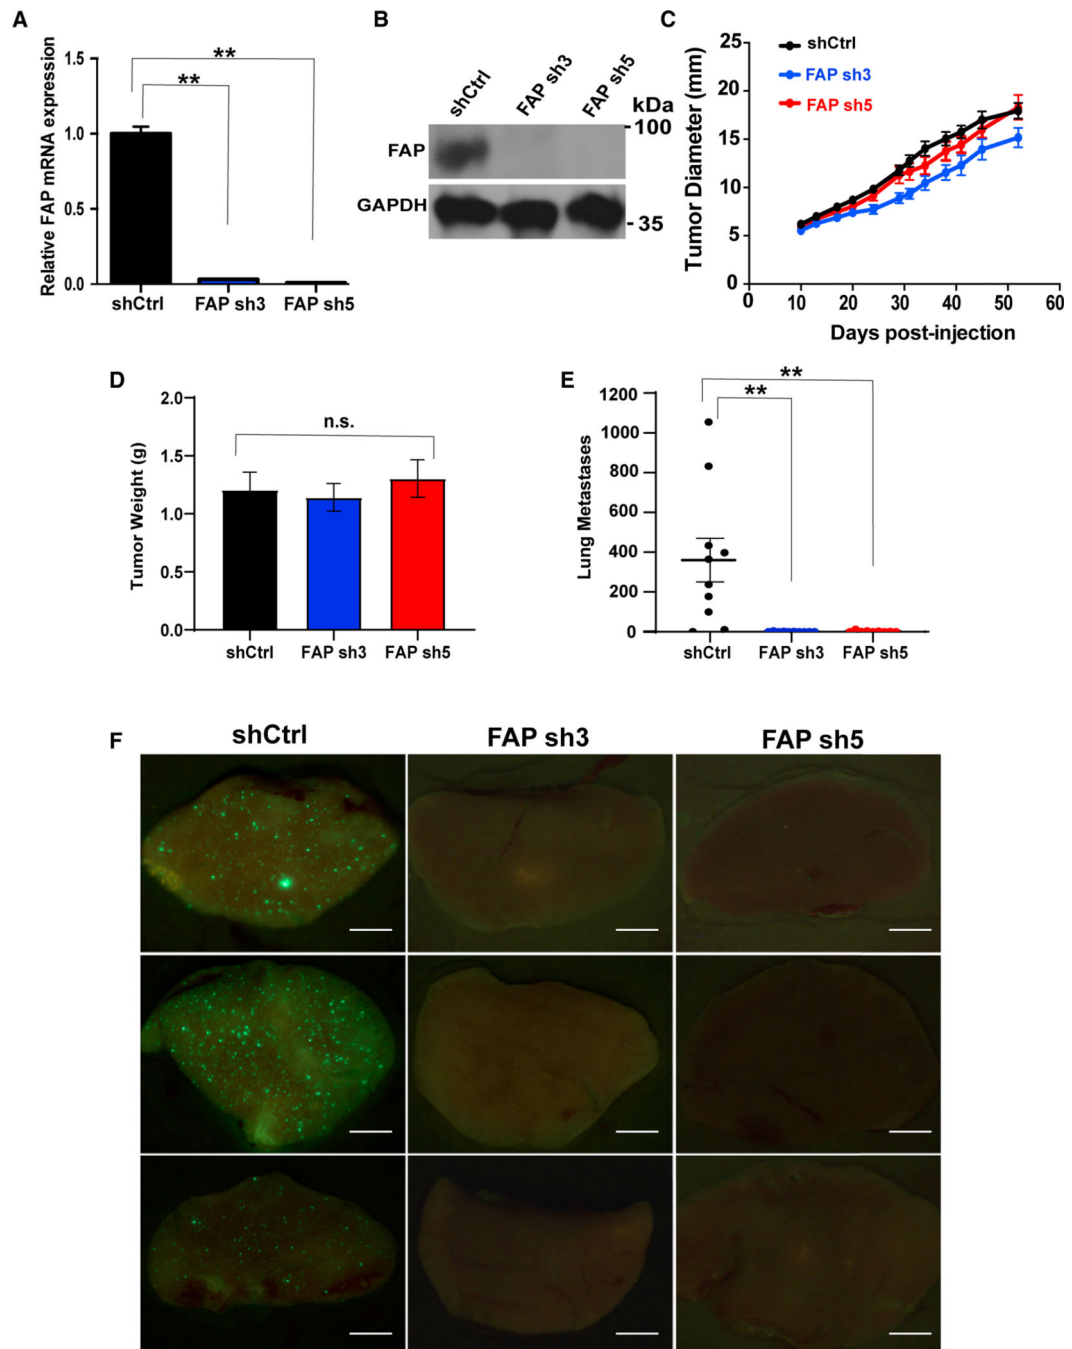 A
Relative FAP mRNA expression
1.5
1.0
0.5
0.0
**
**
shCtrl
FAP sh3
FAP sh5
B
shCtrl
FAP sh3
FAP sh5
kDa
FAP
- 100
GAPDH
- 35
C
Tumor Diameter (mm)
25
20
15
10
5
0
shCtrl
FAP sh3
FAP sh5
0 10 20 30 40 50 60
Days post-injection
D
Tumor Weight (g)
2.0
1.5
1.0
0.5
0.0
n.s.
shCtrl
FAP sh3
FAP sh5
E
Lung Metastases
1200
1000
800
600
400
200
0
**
**
shCtrl
FAP sh3
FAP sh5
F
shCtrl
FAP sh3
FAP sh5